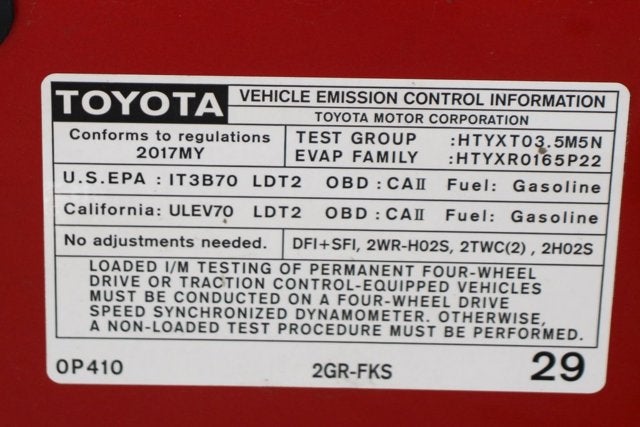 TOYOTA VEHICLE EMISSION CONTROL INFORMATION
TOYOTA MOTOR CORPORATION
Conforms to regulations
2017MY
TEST GROUP :HTYXT03.5M5N
EVAP FAMILY :HTYXR0165P22
U.S.EPA : IT3B70 LDT2 OBD : CAII Fuel: Gasoline
California: ULEV70 LDT2 OBD : CAII Fuel: Gasoline
No adjustments needed. DFI+SFI, 2WR-HO2S, 2TWC(2) , 2HO2S
LOADED I/M TESTING OF PERMANENT FOUR-WHEEL
DRIVE OR TRACTION CONTROL-EQUIPPED VEHICLES
MUST BE CONDUCTED ON A FOUR-WHEEL DRIVE
SPEED SYNCHRONIZED DYNAMOMETER. OTHERWISE,
A NON-LOADED TEST PROCEDURE MUST BE PERFORMED.
0P410 2GR-FKS 29